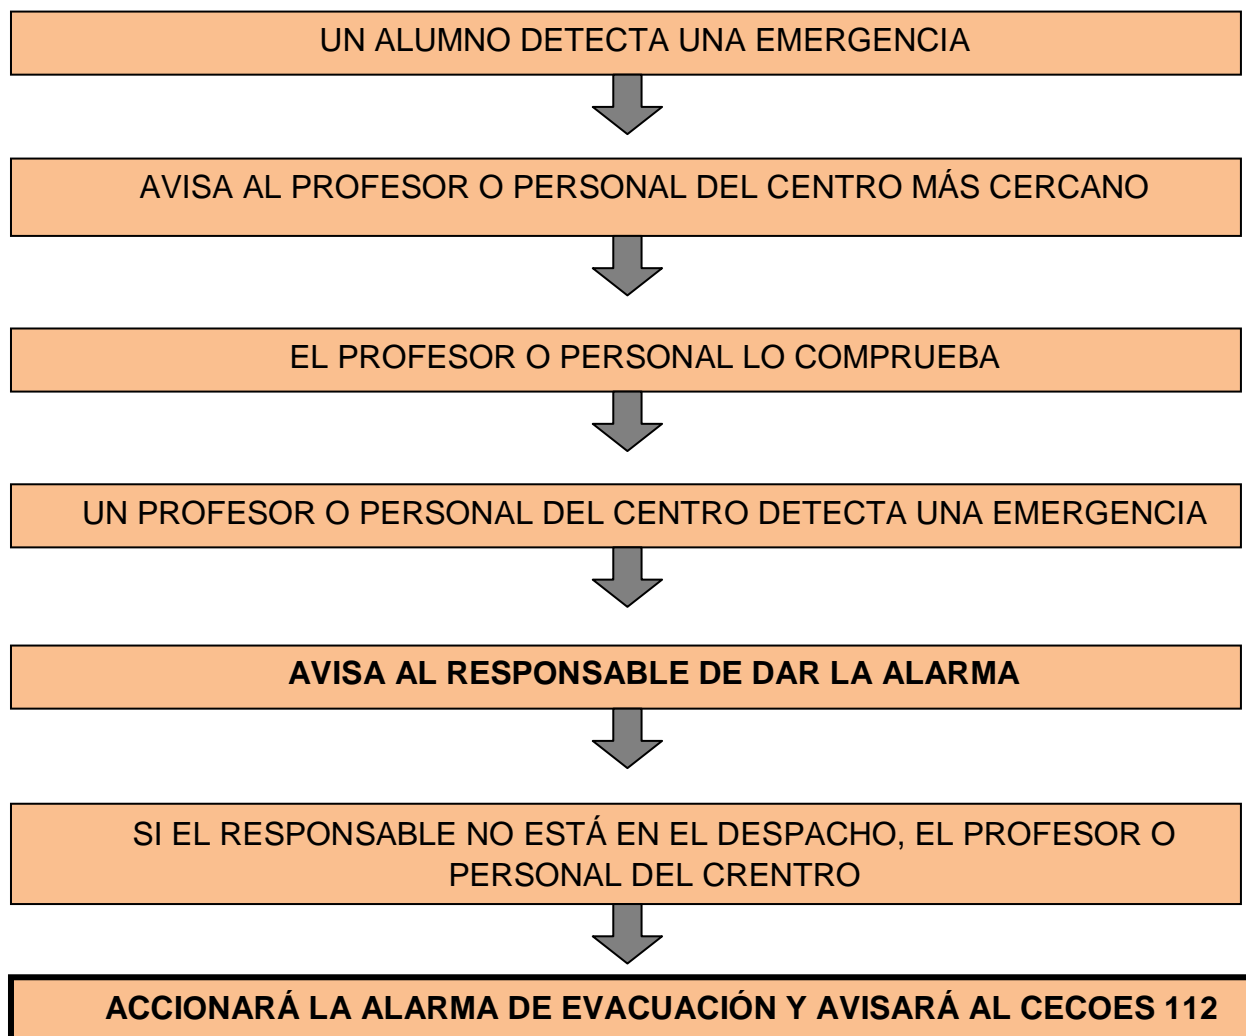 UN ALUMNO DETECTA UNA EMERGENCIA
AVISA AL PROFESOR O PERSONAL DEL CENTRO MÁS CERCANO
EL PROFESOR O PERSONAL LO COMPRUEBA
UN PROFESOR O PERSONAL DEL CENTRO DETECTA UNA EMERGENCIA
AVISA AL RESPONSABLE DE DAR LA ALARMA
SI EL RESPONSABLE NO ESTÁ EN EL DESPACHO, EL PROFESOR O
PERSONAL DEL CRENTRO
ACCIONARÁ LA ALARMA DE EVACUACIÓN Y AVISARÁ AL CECOES 112